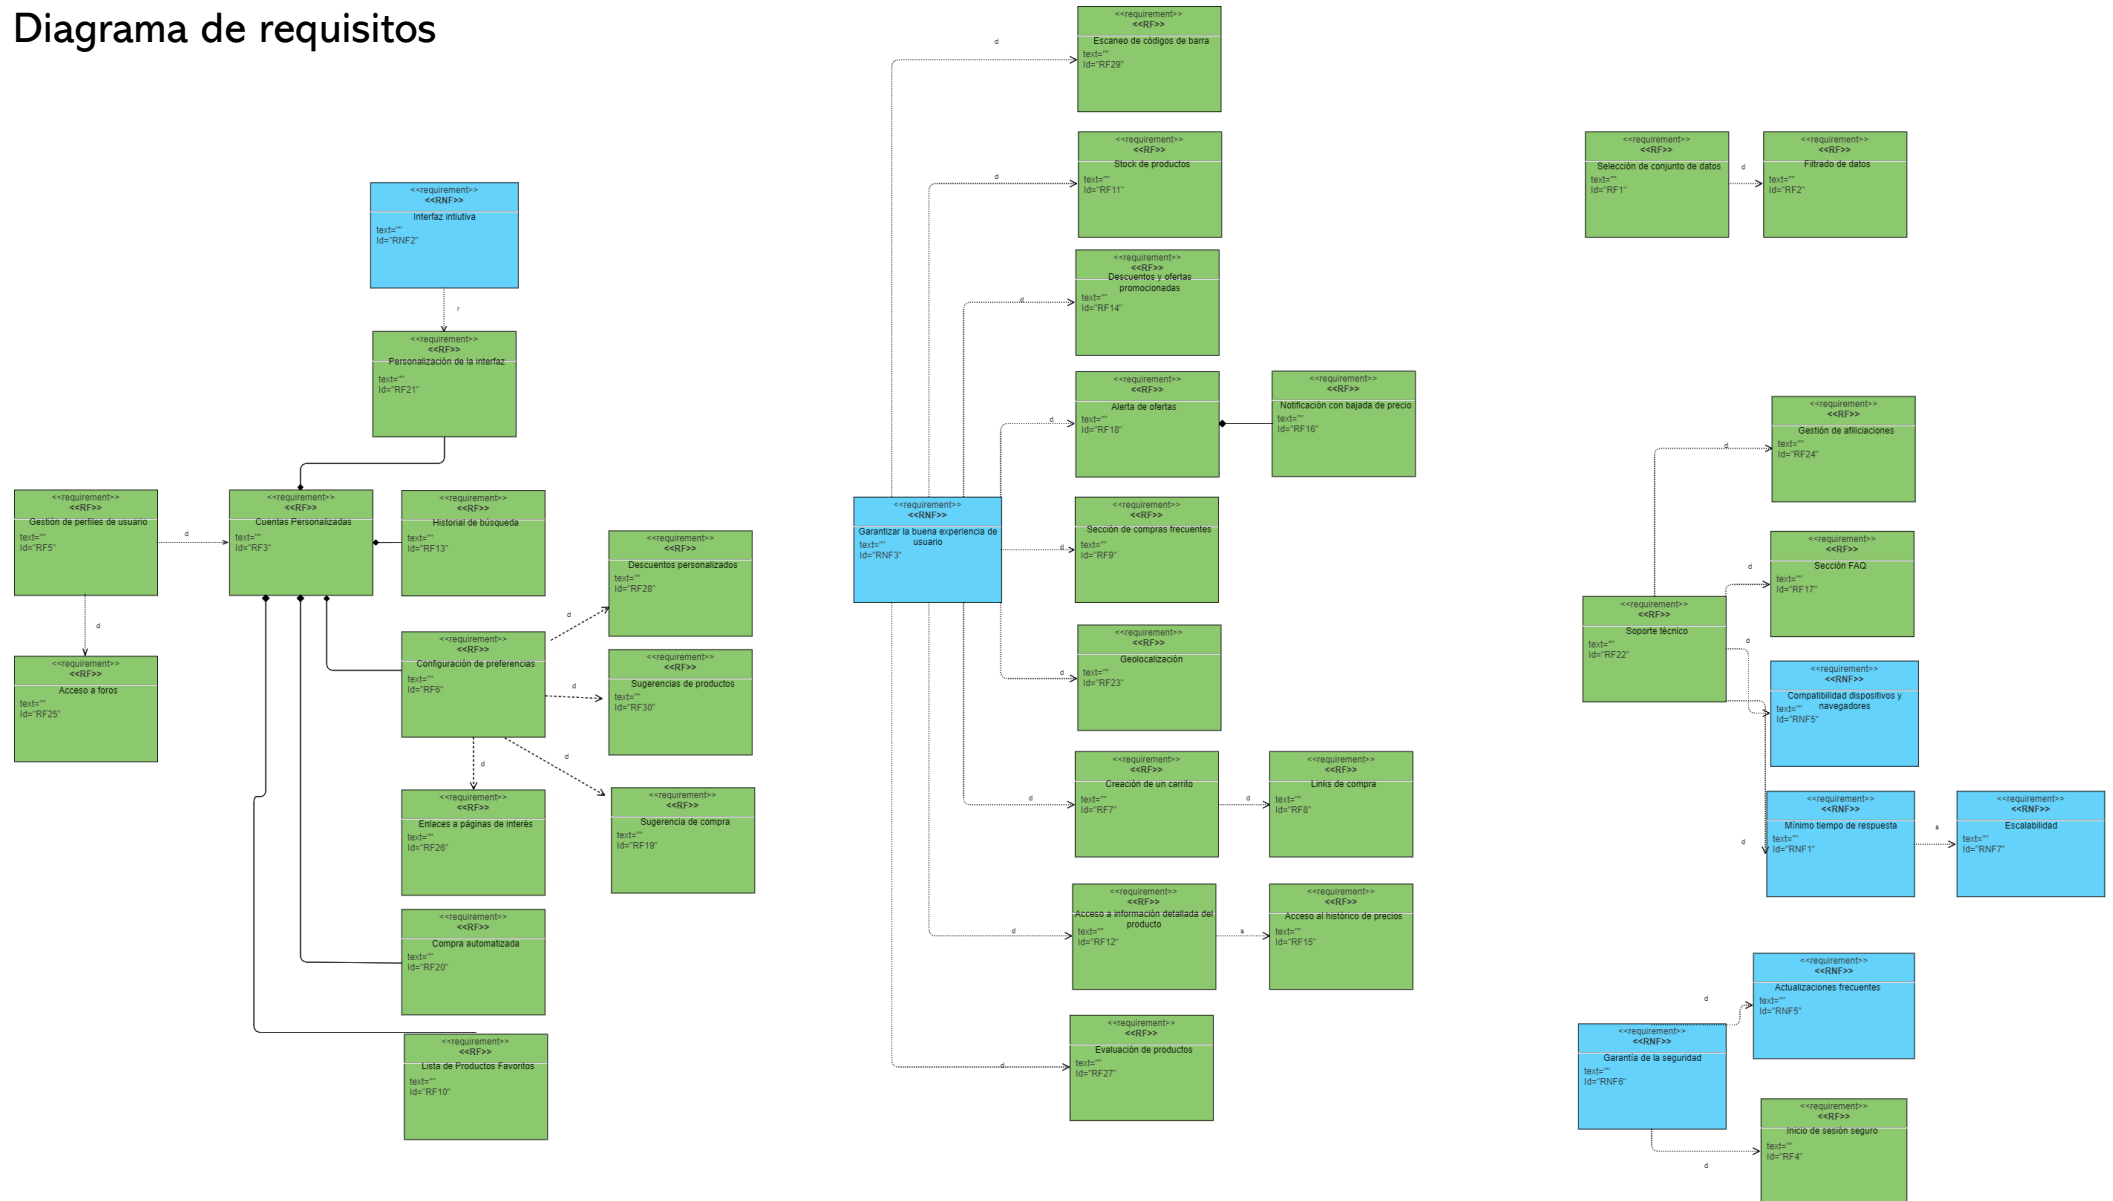 Diagrama de requisitos
<<requirement>>
<<RNF>>
Interfaz intiutiva
text=""
Id="RNF2"
r
<<requirement>>
<<RF>>
Personalización de la interfaz
text=""
Id="RF21"
<<requirement>>
<<RF>>
Gestión de perfiles de usuario
text=""
Id="RF5"
d
<<requirement>>
<<RF>>
Cuentas Personalizadas
text=""
Id="RF3"
<<requirement>>
<<RF>>
Historial de búsqueda
text=""
Id="RF13"
d
<<requirement>>
<<RF>>
Acceso a foros
text=""
Id="RF25"
<<requirement>>
<<RF>>
Configuración de preferencias
text=""
Id="RF6"
d
<<requirement>>
<<RF>>
Descuentos personalizados
text=""
Id="RF28"
d
<<requirement>>
<<RF>>
Sugerencias de productos
text=""
Id="RF30"
d
<<requirement>>
<<RF>>
Enlaces a páginas de interés
text=""
Id="RF26"
d
<<requirement>>
<<RF>>
Sugerencia de compra
text=""
Id="RF19"
<<requirement>>
<<RF>>
Compra automatizada
text=""
Id="RF20"
<<requirement>>
<<RF>>
Lista de Productos Favoritos
text=""
Id="RF10"
<<requirement>>
<<RNF>>
Garantizar la buena experiencia de
usuario
text=""
Id="RNF3"
d
<<requirement>>
<<RF>>
Escaneo de códigos de barra
text=""
Id="RF29"
d
<<requirement>>
<<RF>>
Stock de productos
text=""
Id="RF11"
d
<<requirement>>
<<RF>>
Descuentos y ofertas
promocionadas
text=""
Id="RF14"
d
<<requirement>>
<<RF>>
Alerta de ofertas
text=""
Id="RF18"
<<requirement>>
<<RF>>
Notificación con bajada de precio
text=""
Id="RF16"
d
<<requirement>>
<<RF>>
Sección de compras frecuentes
text=""
Id="RF9"
d
<<requirement>>
<<RF>>
Geolocalización
text=""
Id="RF23"
d
<<requirement>>
<<RF>>
Creación de un carrito
text=""
Id="RF7"
d
<<requirement>>
<<RF>>
Links de compra
text=""
Id="RF8"
d
<<requirement>>
<<RF>>
Acceso a información detallada del
producto
text=""
Id="RF12"
s
<<requirement>>
<<RF>>
Acceso al histórico de precios
text=""
Id="RF15"
d
<<requirement>>
<<RF>>
Evaluación de productos
text=""
Id="RF27"
<<requirement>>
<<RF>>
Selección de conjunto de datos
text=""
Id="RF1"
d
<<requirement>>
<<RF>>
Filtrado de datos
text=""
Id="RF2"
<<requirement>>
<<RF>>
Soporte técnico
text=""
Id="RF22"
d
<<requirement>>
<<RF>>
Gestión de afiliciaciones
text=""
Id="RF24"
d
<<requirement>>
<<RF>>
Sección FAQ
text=""
Id="RF17"
d
<<requirement>>
<<RNF>>
Compatibilidad dispositivos y
navegadores
text=""
Id="RNF5"
d
<<requirement>>
<<RNF>>
Mínimo tiempo de respuesta
text=""
Id="RNF1"
s
<<requirement>>
<<RNF>>
Escalabilidad
text=""
Id="RNF7"
<<requirement>>
<<RNF>>
Garantía de la seguridad
text=""
Id="RNF6"
d
<<requirement>>
<<RNF>>
Actualizaciones frecuentes
text=""
Id="RNF5"
d
<<requirement>>
<<RF>>
Inicio de sesión seguro
text=""
Id="RF4"